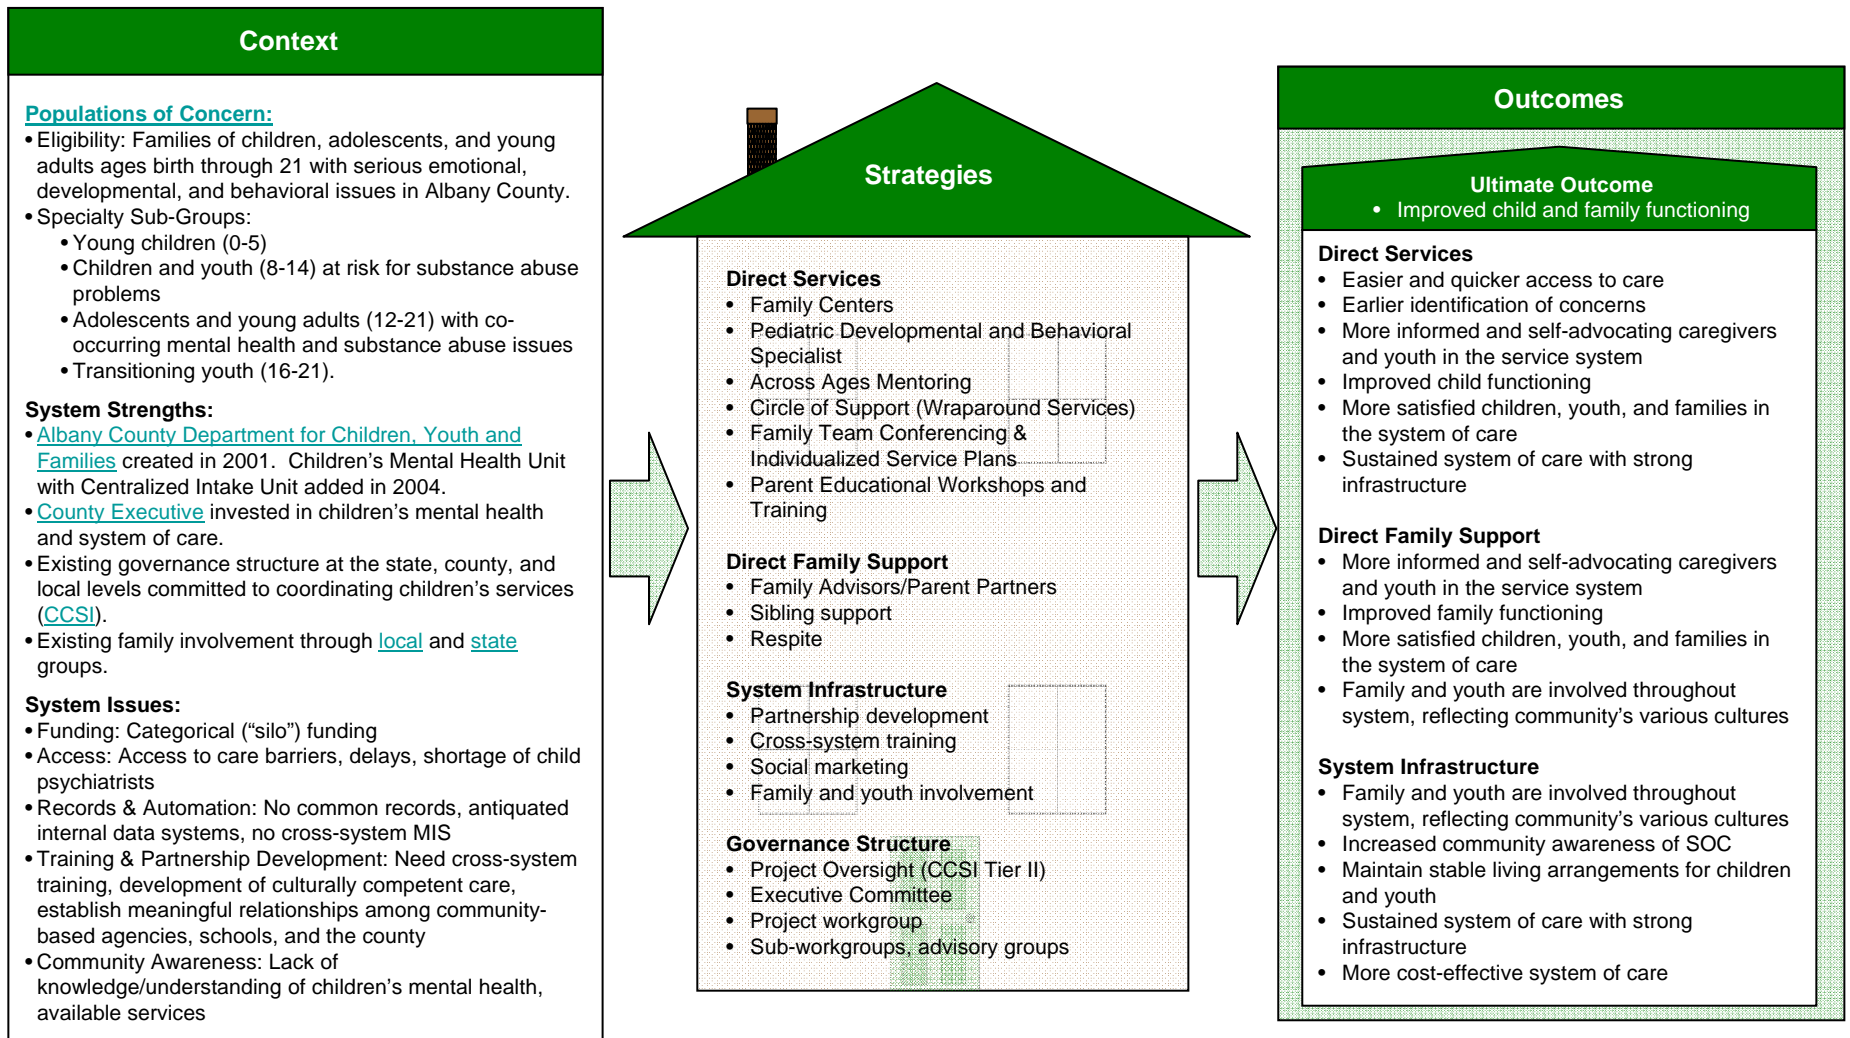 Context
Populations of Concern:
• Eligibility: Families of children, adolescents, and young
adults ages birth through 21 with serious emotional,
developmental, and behavioral issues in Albany County.
• Specialty Sub-Groups:
• Young children (0-5)
• Children and youth (8-14) at risk for substance abuse
problems
• Adolescents and young adults (12-21) with co-
occurring mental health and substance abuse issues
• Transitioning youth (16-21).
System Strengths:
• Albany County Department for Children, Youth and
Families created in 2001. Children's Mental Health Unit
with Centralized Intake Unit added in 2004.
• County Executive invested in children's mental health
and system of care.
• Existing governance structure at the state, county, and
local levels committed to coordinating children's services
(CCSI).
• Existing family involvement through local and state
groups.
System Issues:
• Funding: Categorical ("silo") funding
• Access: Access to care barriers, delays, shortage of child
psychiatrists
• Records & Automation: No common records, antiquated
internal data systems, no cross-system MIS
• Training & Partnership Development: Need cross-system
training, development of culturally competent care,
establish meaningful relationships among community-
based agencies, schools, and the county
• Community Awareness: Lack of
knowledge/understanding of children's mental health,
available services
Strategies
Direct Services
• Family Centers
• Pediatric Developmental and Behavioral
Specialist
• Across Ages Mentoring
• Circle of Support (Wraparound Services)
• Family Team Conferencing &
Individualized Service Plans
• Parent Educational Workshops and
Training
Direct Family Support
• Family Advisors/Parent Partners
• Sibling support
• Respite
System Infrastructure
• Partnership development
• Cross-system training
• Social marketing
• Family and youth involvement
Governance Structure
• Project Oversight (CCSI Tier II)
• Executive Committee
• Project workgroup
• Sub-workgroups, advisory groups
Outcomes
Ultimate Outcome
• Improved child and family functioning
Direct Services
• Easier and quicker access to care
• Earlier identification of concerns
• More informed and self-advocating caregivers
and youth in the service system
• Improved child functioning
• More satisfied children, youth, and families in
the system of care
• Sustained system of care with strong
infrastructure
Direct Family Support
• More informed and self-advocating caregivers
and youth in the service system
• Improved family functioning
• More satisfied children, youth, and families in
the system of care
• Family and youth are involved throughout
system, reflecting community's various cultures
System Infrastructure
• Family and youth are involved throughout
system, reflecting community's various cultures
• Increased community awareness of SOC
• Maintain stable living arrangements for children
and youth
• Sustained system of care with strong
infrastructure
• More cost-effective system of care